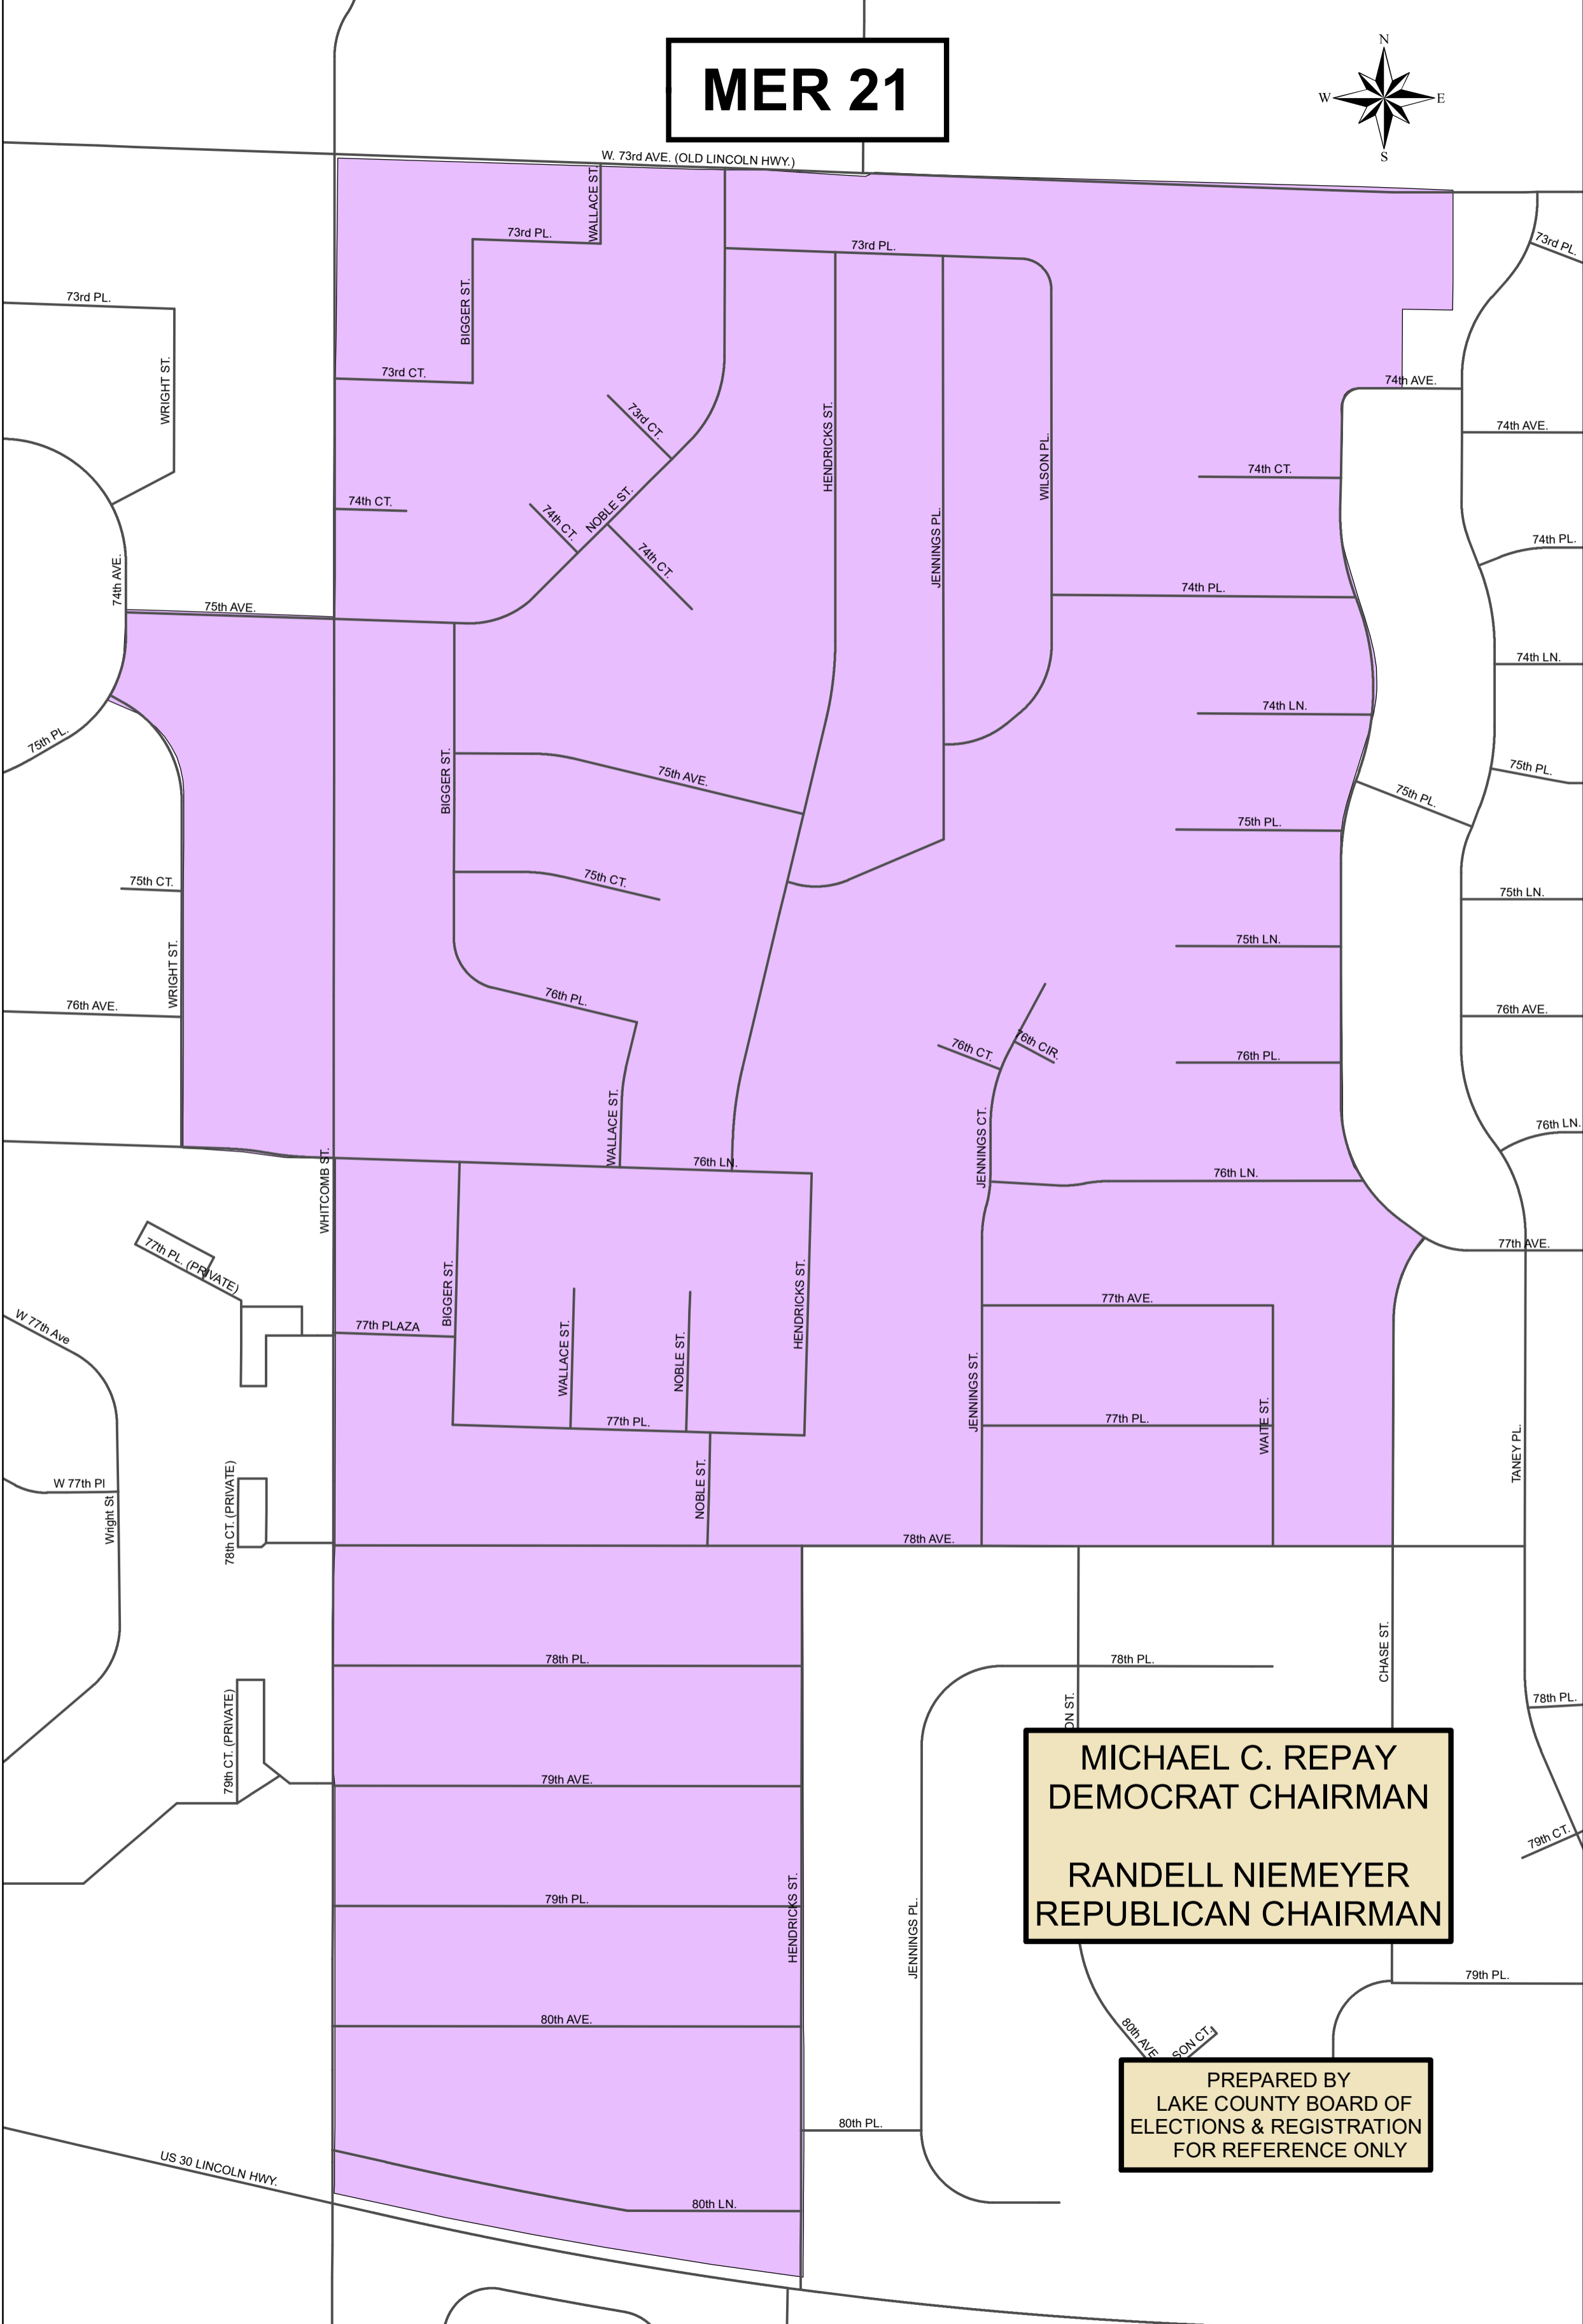 MER 21
N
W
E
S
W. 73rd AVE. (OLD LINCOLN HWY.)
WALLACE ST.
73rd PL.
73rd PL.
73rd PL.
73rd PL.
BIGGER ST.
WRIGHT ST.
73rd CT.
73rd CT.
74th AVE.
HENDRICKS ST.
74th AVE.
WILSON PL.
74th CT.
74th CT.
NOBLE ST.
74th CT.
74th CT.
JENNINGS PL.
74th PL.
74th AVE.
74th PL.
75th AVE.
74th LN.
74th LN.
75th PL.
BIGGER ST.
75th AVE.
75th PL.
75th PL.
75th PL.
75th CT.
75th CT.
75th LN.
WRIGHT ST.
75th LN.
76th AVE.
76th PL.
76th AVE.
76th CT.
76th CIR.
76th PL.
WALLACE ST.
JENNINGS CT.
76th LN.
76th LN.
76th LN.
WHITCOMB ST.
77th PL. (PRIVATE)
77th AVE.
BIGGER ST.
HENDRICKS ST.
77th AVE.
W 77th Ave
77th PLAZA
WALLACE ST.
NOBLE ST.
JENNINGS ST.
77th PL.
77th PL.
WAITE ST.
TANEY PL.
W 77th Pl
Wright St
78th CT. (PRIVATE)
NOBLE ST.
78th AVE.
78th PL.
78th PL.
CHASE ST.
78th PL.
ON ST.
79th CT. (PRIVATE)
79th AVE.
MICHAEL C. REPAY
DEMOCRAT CHAIRMAN
RANDELL NIEMEYER
REPUBLICAN CHAIRMAN
79th CT.
79th PL.
HENDRICKS ST.
JENNINGS PL.
79th PL.
80th AVE.
80th AVE
SON CT.
PREPARED BY
LAKE COUNTY BOARD OF
ELECTIONS & REGISTRATION
FOR REFERENCE ONLY
80th PL.
US 30 LINCOLN HWY.
80th LN.